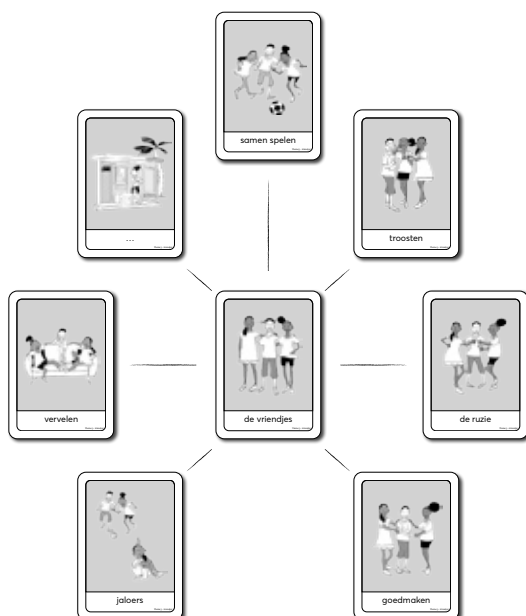 samen spelen
...
troosten
vervelen
de vriendjes
de ruzie
jaloers
goedmaken